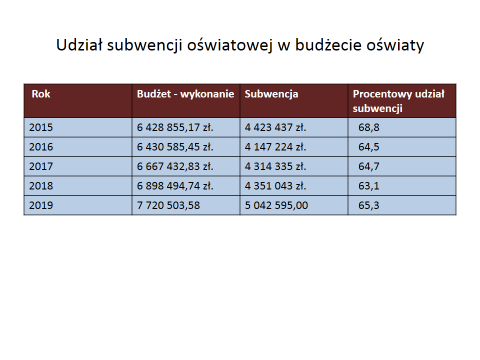 Udział subwencji oświatowej w budżecie oświaty
Rok Budżet - wykonanie Subwencja Procentowy udział subwencji
2015 6 428 855,17 zł. 4 423 437 zł. 68,8
2016 6 430 585,45 zł. 4 147 224 zł. 64,5
2017 6 667 432,83 zł. 4 314 335 zł. 64,7
2018 6 898 494,74 zł. 4 351 043 zł. 63,1
2019 7 720 503,58 5 042 595,00 65,3